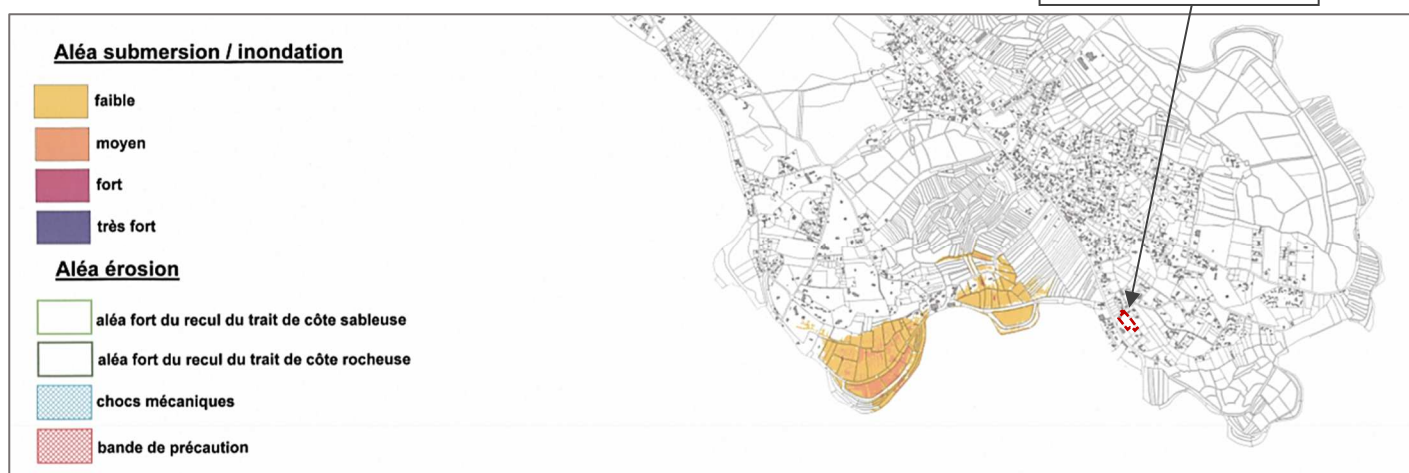 Aléa submersion / inondation
faible
moyen
fort
très fort
Aléa érosion
aléa fort du recul du trait de côte sableuse
aléa fort du recul du trait de côte rocheuse
chocs mécaniques
bande de précaution